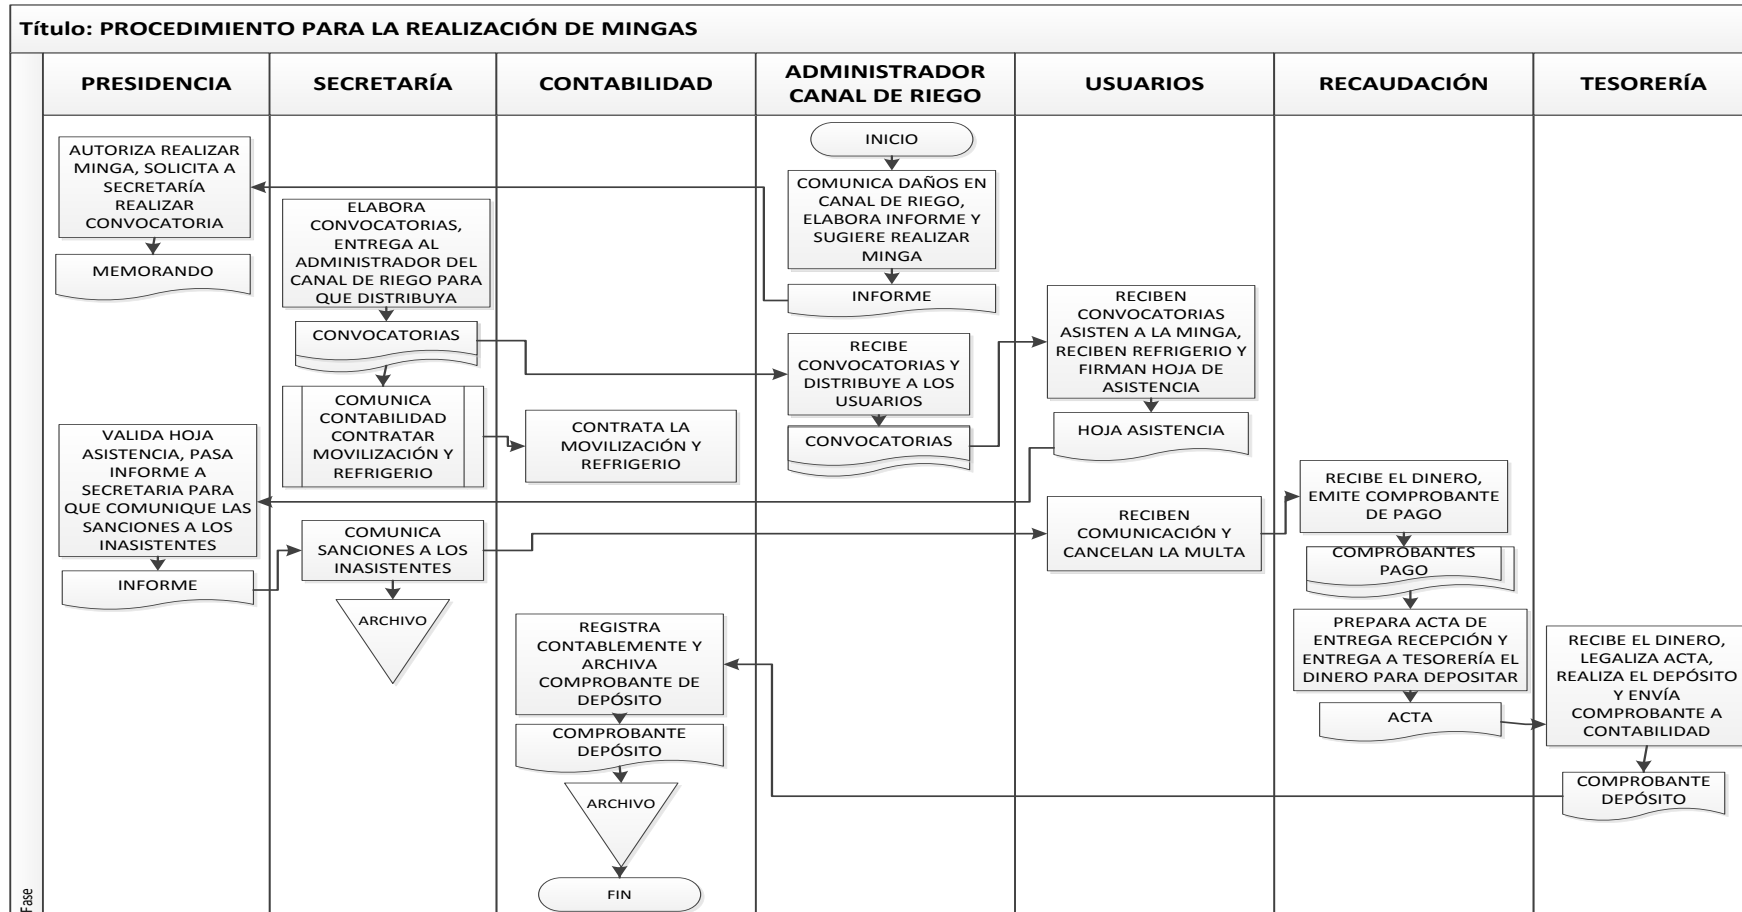 Título: PROCEDIMIENTO PARA LA REALIZACIÓN DE MINGAS
PRESIDENCIA
SECRETARÍA
CONTABILIDAD
ADMINISTRADOR
CANAL DE RIEGO
USUARIOS
RECAUDACIÓN
TESORERÍA
INICIO
AUTORIZA REALIZAR
MINGA, SOLICITA A
SECRETARÍA
REALIZAR
CONVOCATORIA
MEMORANDO
COMUNICA DAÑOS EN
CANAL DE RIEGO,
ELABORA INFORME Y
SUGIERE REALIZAR
MINGA
INFORME
ELABORA
CONVOCATORIAS,
ENTREGA AL
ADMINISTRADOR DEL
CANAL DE RIEGO PARA
QUE DISTRIBUYA
CONVOCATORIAS
RECIBE
CONVOCATORIAS Y
DISTRIBUYE A LOS
USUARIOS
CONVOCATORIAS
RECIBEN
CONVOCATORIAS
ASISTEN A LA MINGA,
RECIBEN REFRIGERIO Y
FIRMAN HOJA DE
ASISTENCIA
HOJA ASISTENCIA
COMUNICA
CONTABILIDAD
CONTRATAR
MOVILIZACIÓN Y
REFRIGERIO
CONTRATA LA
MOVILIZACIÓN Y
REFRIGERIO
VALIDA HOJA
ASISTENCIA, PASA
INFORME A
SECRETARIA PARA
QUE COMUNIQUE LAS
SANCIONES A LOS
INASISTENTES
INFORME
COMUNICA
SANCIONES A LOS
INASISTENTES
ARCHIVO
RECIBEN
COMUNICACIÓN Y
CANCELAN LA MULTA
RECIBE EL DINERO,
EMITE COMPROBANTE
DE PAGO
COMPROBANTES
PAGO
PREPARA ACTA DE
ENTREGA RECEPCIÓN Y
ENTREGA A TESORERÍA EL
DINERO PARA DEPOSITAR
ACTA
RECIBE EL DINERO,
LEGALIZA ACTA,
REALIZA EL DEPÓSITO
Y ENVÍA
COMPROBANTE A
CONTABILIDAD
COMPROBANTE
DEPÓSITO
REGISTRA
CONTABLEMENTE Y
ARCHIVA
COMPROBANTE DE
DEPÓSITO
COMPROBANTE
DEPÓSITO
ARCHIVO
FIN
Fase